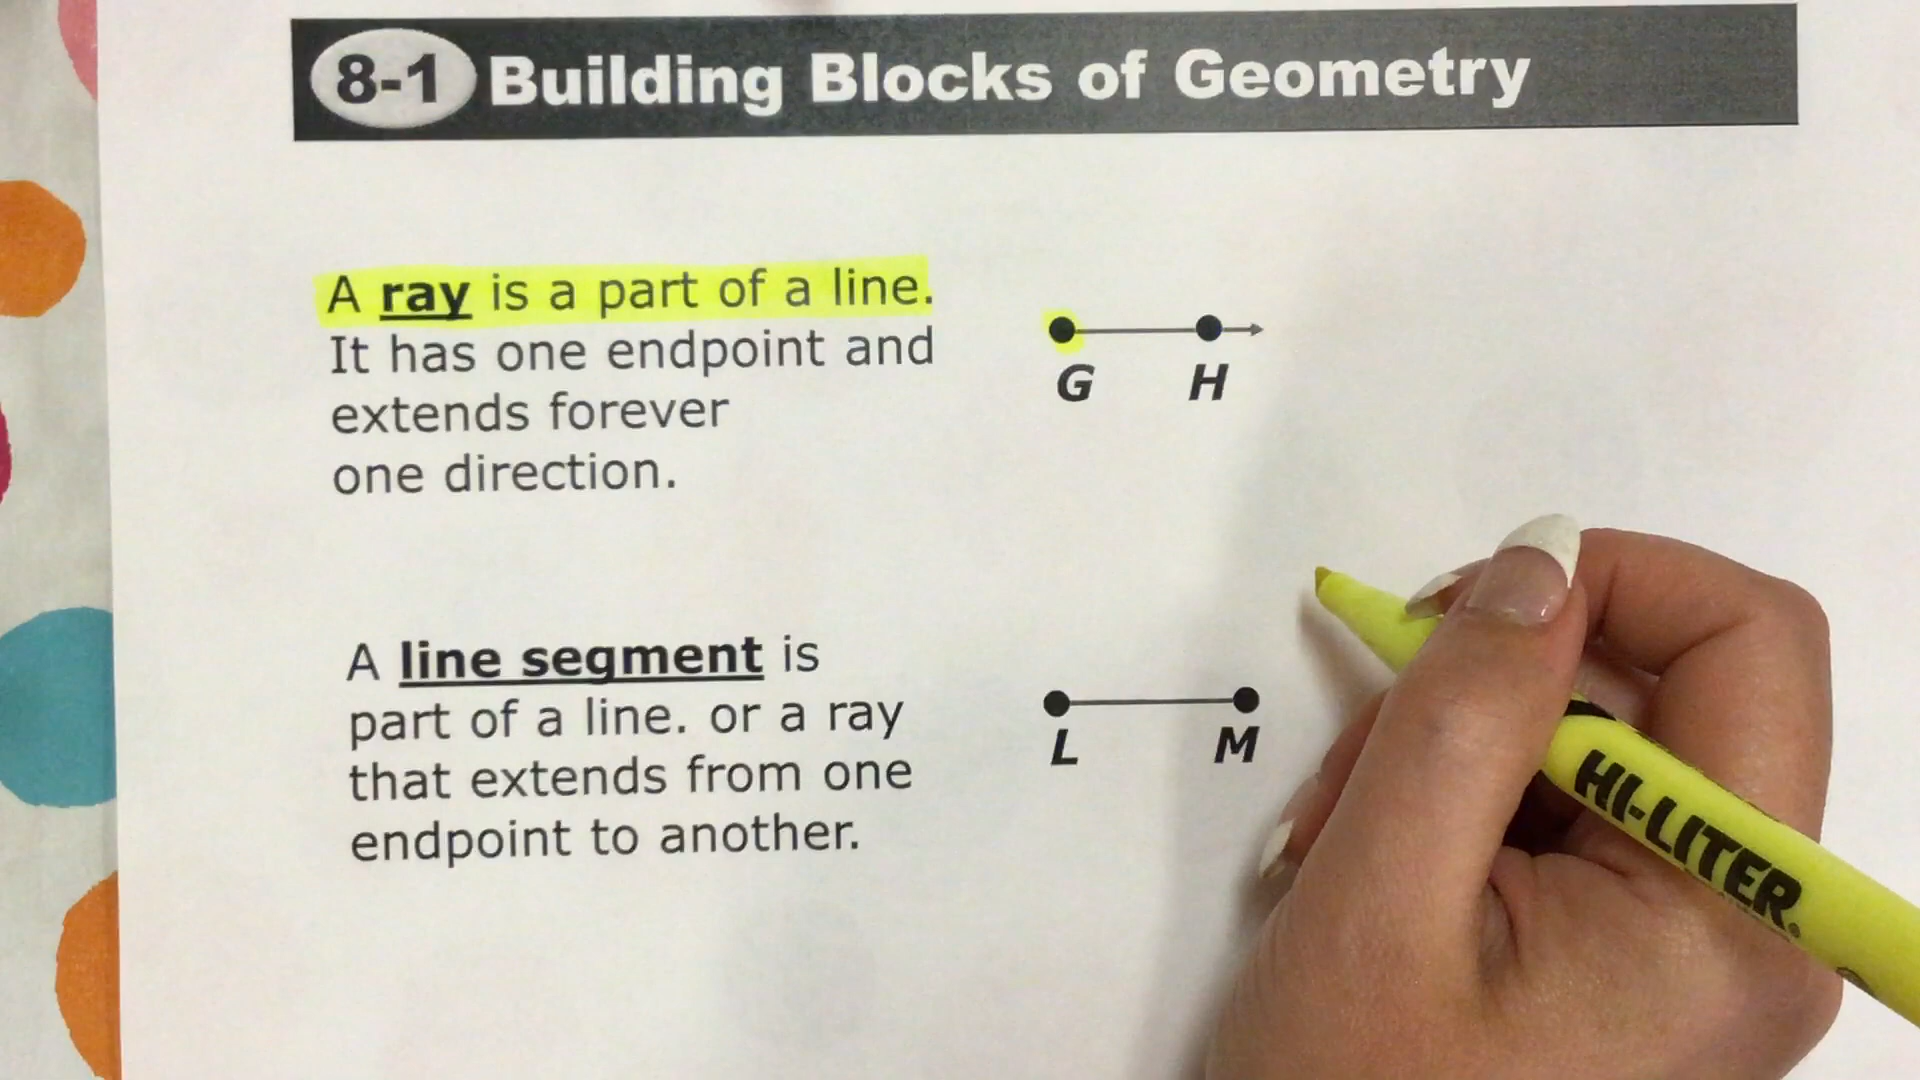 8-1 Building Blocks of Geometry
A ray is a part of a line.
It has one endpoint and
extends forever
one direction.
G H
A line segment is
part of a line. or a ray
that extends from one
endpoint to another.
L M
HI-LITER®